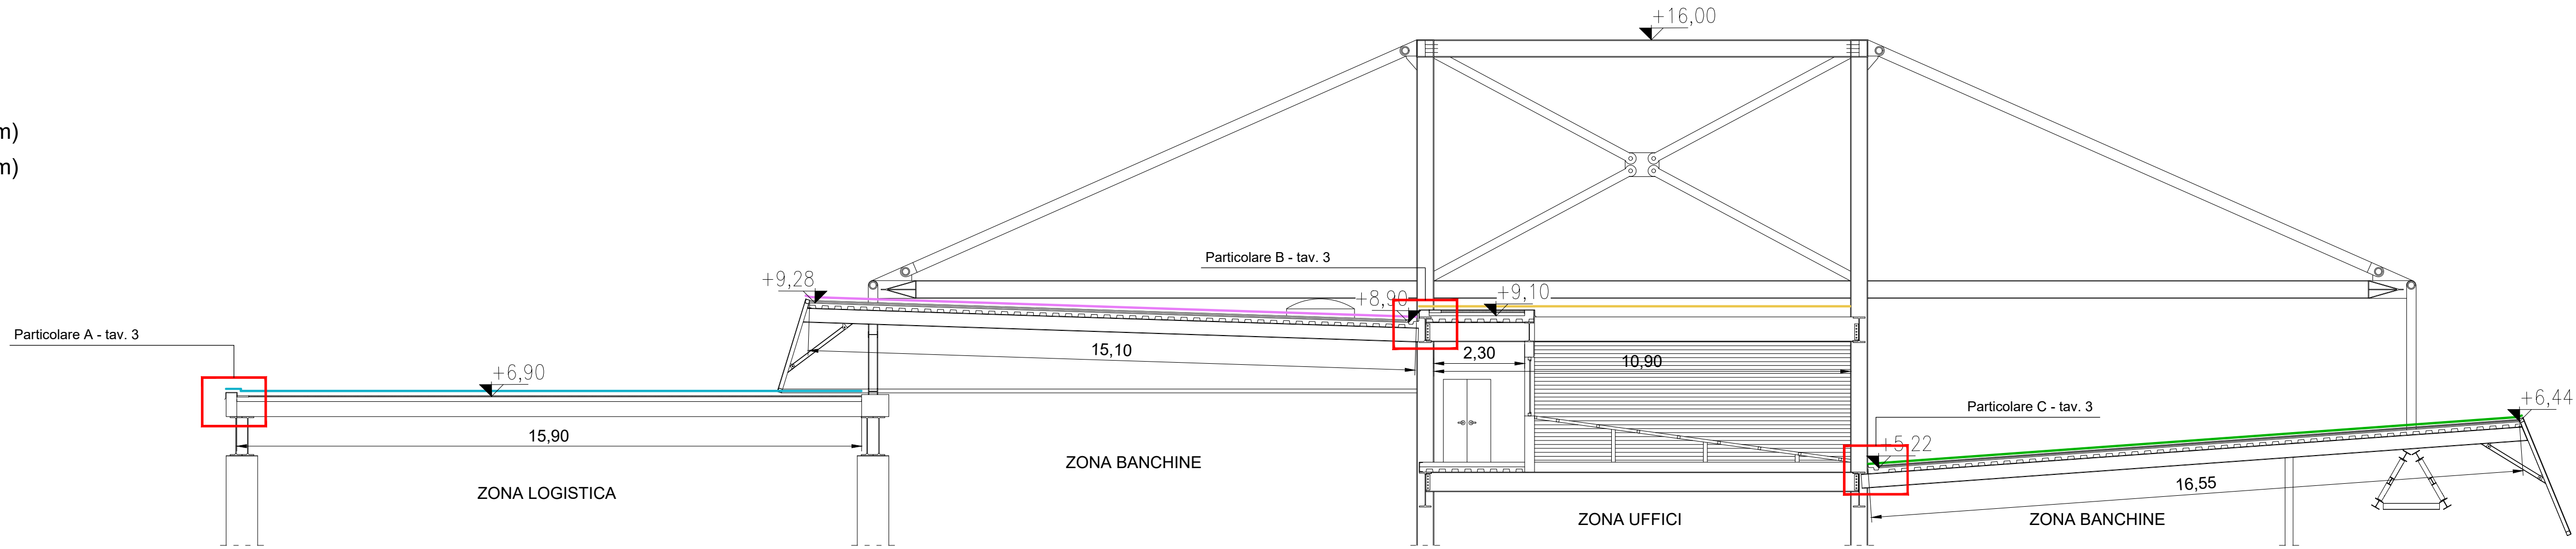 +16,00
m)
m)
Particolare B - tav. 3
+9,28
+8,90
+9,10
Particolare A - tav. 3
15,10
2,30
10,90
+6,90
+6,44
Particolare C - tav. 3
15,90
+5,22
ZONA BANCHINE
16,55
ZONA LOGISTICA
ZONA UFFICI
ZONA BANCHINE